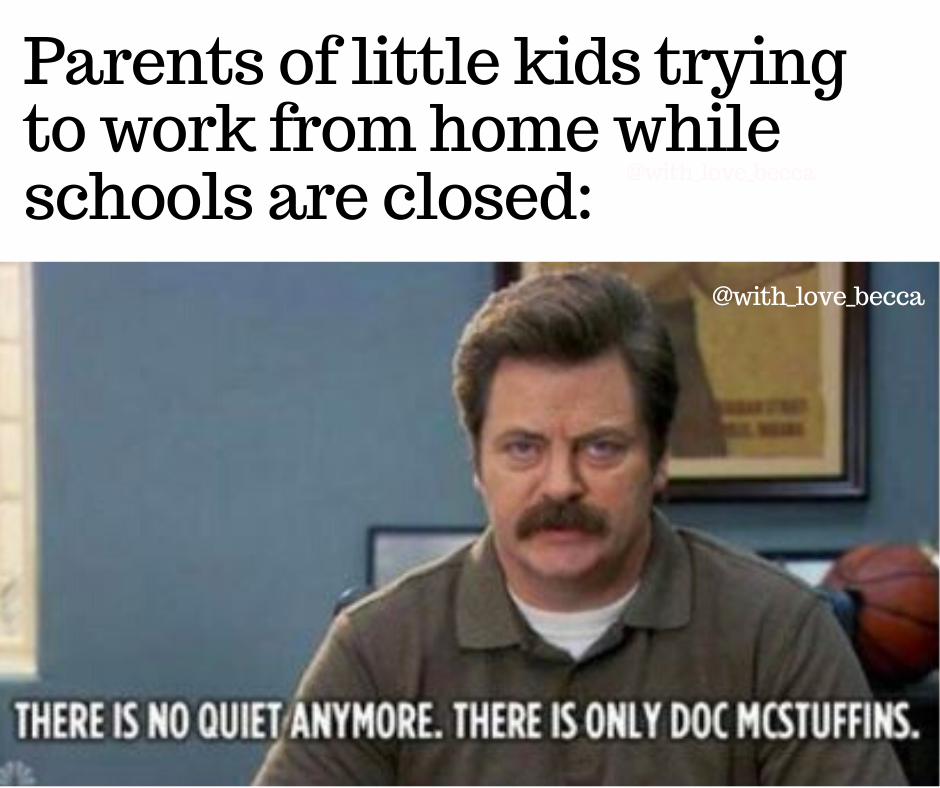 Parents of little kids trying
to work from home while
@with_love_becca
schools are closed:
@with_love_becca
THERE IS NO QUIET ANYMORE. THERE IS ONLY DOC MCSTUFFINS.